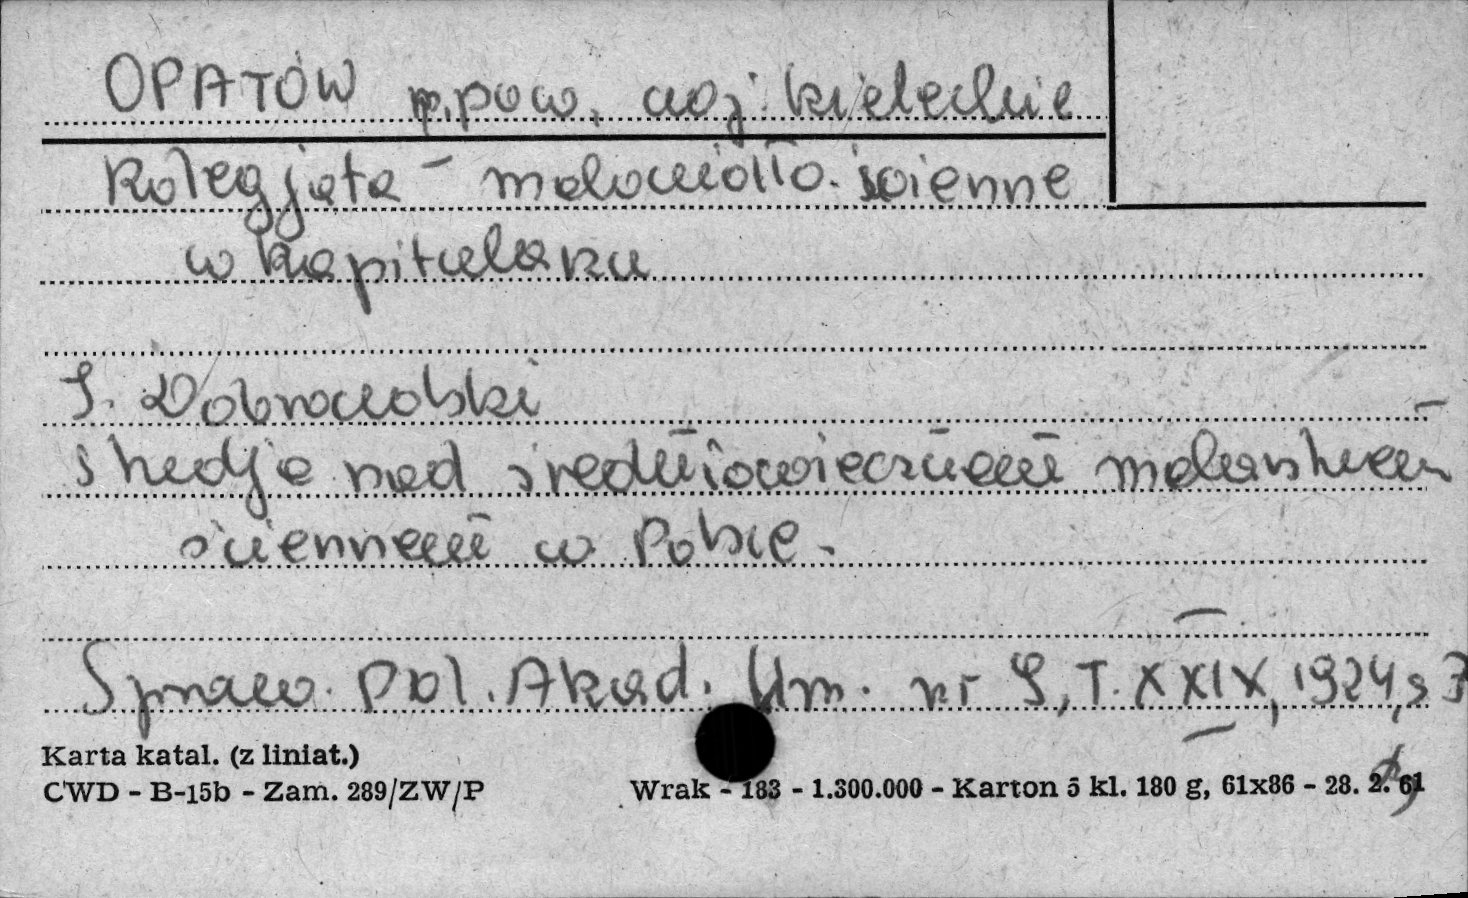 OPATÓW p. pow, woj. kieleckie
Kolegjata - malowidło ścienne
w kapitularzu
T. Dobrowolski
Studja nad średniowiecznem malarstwem
ściennem w Polsce.
Spraw. Pol. Akad. Um. nr 9, T. XXIX, 1924, s 3
Karta katal. (z liniat.)
CWD - B-15b - Zam. 289/ZW/P
Wrak - 183 - 1.300.000 - Karton 5 kl. 180 g, 61x86 - 28. 2. 61